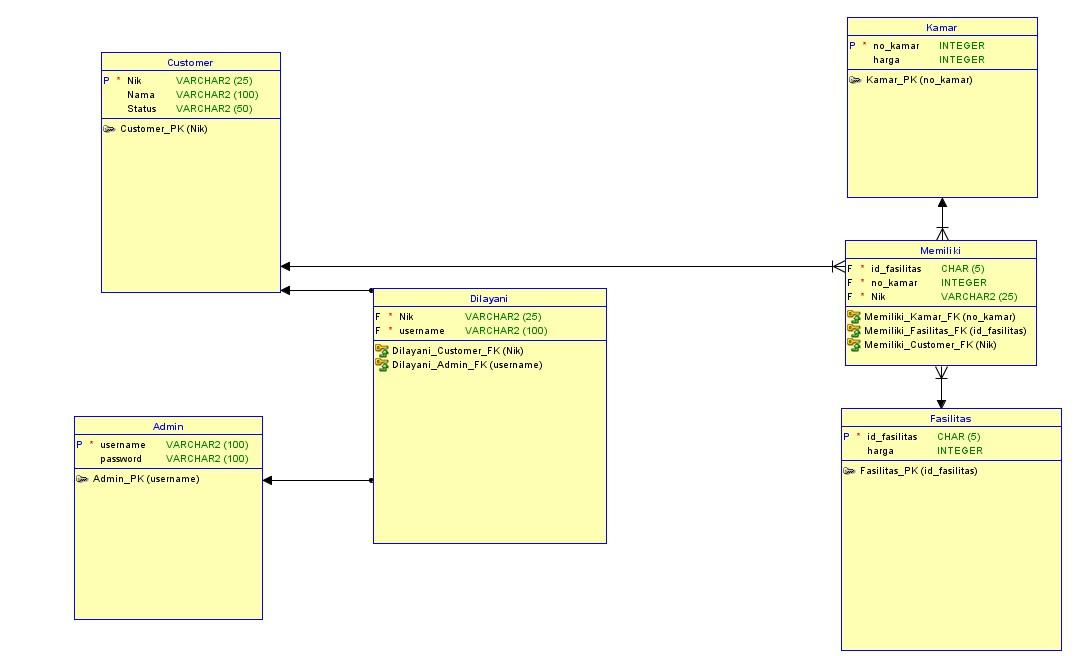 Customer
P * Nik VARCHAR2 (25)
Nama VARCHAR2 (100)
Status VARCHAR2 (50)
Customer_PK (Nik)
Kamar
P * no_kamar INTEGER
harga INTEGER
Kamar_PK (no_kamar)
Memiliki
F * id_fasilitas CHAR (5)
F * no_kamar INTEGER
F * Nik VARCHAR2 (25)
Memiliki_Kamar_FK (no_kamar)
Memiliki_Fasilitas_FK (id_fasilitas)
Memiliki_Customer_FK (Nik)
Dilayani
F * Nik VARCHAR2 (25)
F * username VARCHAR2 (100)
Dilayani_Customer_FK (Nik)
Dilayani_Admin_FK (username)
Admin
P * username VARCHAR2 (100)
password VARCHAR2 (100)
Admin_PK (username)
Fasilitas
P * id_fasilitas CHAR (5)
harga INTEGER
Fasilitas_PK (id_fasilitas)